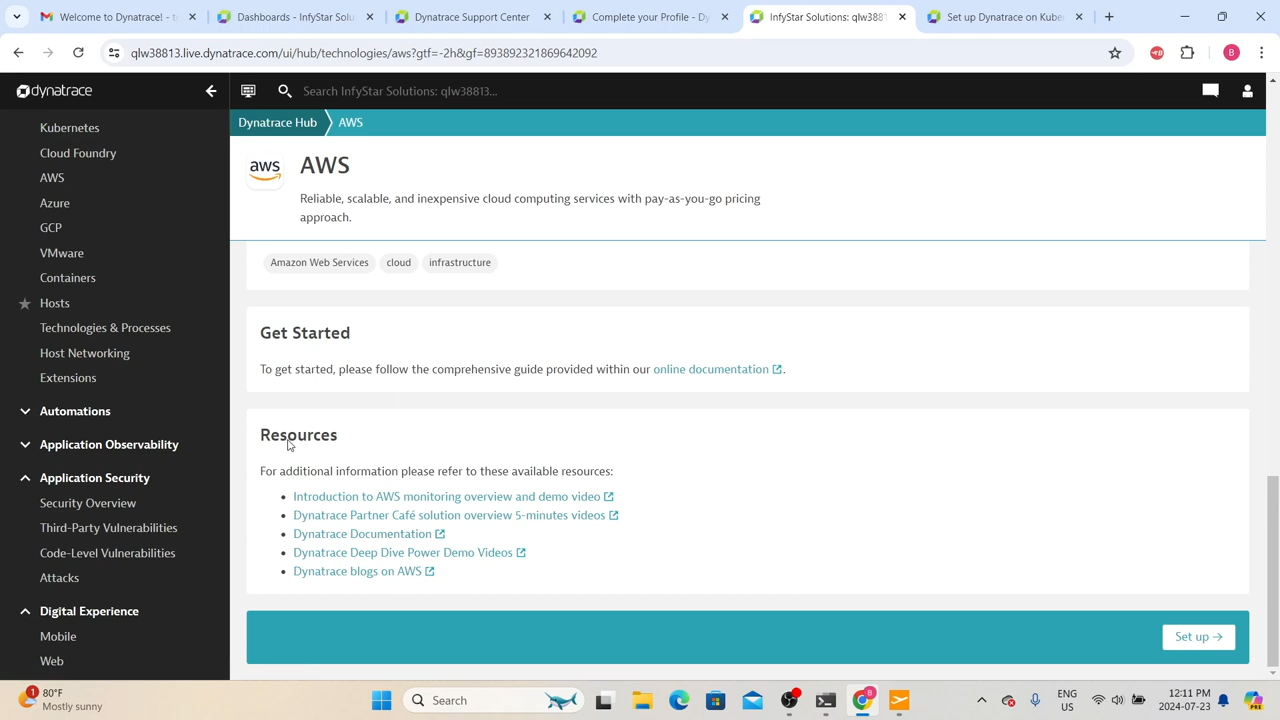 Welcome to Dynatrace! - t
Dashboards - InfyStar Solu
Dynatrace Support Center
Complete your Profile - Dy
InfyStar Solutions: qlw3881
Set up Dynatrace on Kube
qlw38813.live.dynatrace.com/ui/hub/technologies/aws?gtf=-2h&gf=893892321869642092
B
dynatrace
Search InfyStar Solutions: qlw38813...
Dynatrace Hub
AWS
Kubernetes
Cloud Foundry
AWS
Azure
GCP
VMware
Containers
Hosts
Technologies & Processes
Host Networking
Extensions
Automations
Application Observability
Application Security
Security Overview
Third-Party Vulnerabilities
Code-Level Vulnerabilities
Attacks
Digital Experience
Mobile
Web
aws
AWS
Reliable, scalable, and inexpensive cloud computing services with pay-as-you-go pricing
approach.
Amazon Web Services
cloud
infrastructure
Get Started
To get started, please follow the comprehensive guide provided within our online documentation.
Resources
For additional information please refer to these available resources:
Introduction to AWS monitoring overview and demo video
Dynatrace Partner Café solution overview 5-minutes videos
Dynatrace Documentation
Dynatrace Deep Dive Power Demo Videos
Dynatrace blogs on AWS
Set up →
1
80°F
Mostly sunny
Search
B
ENG
US
12:11 PM
2024-07-23